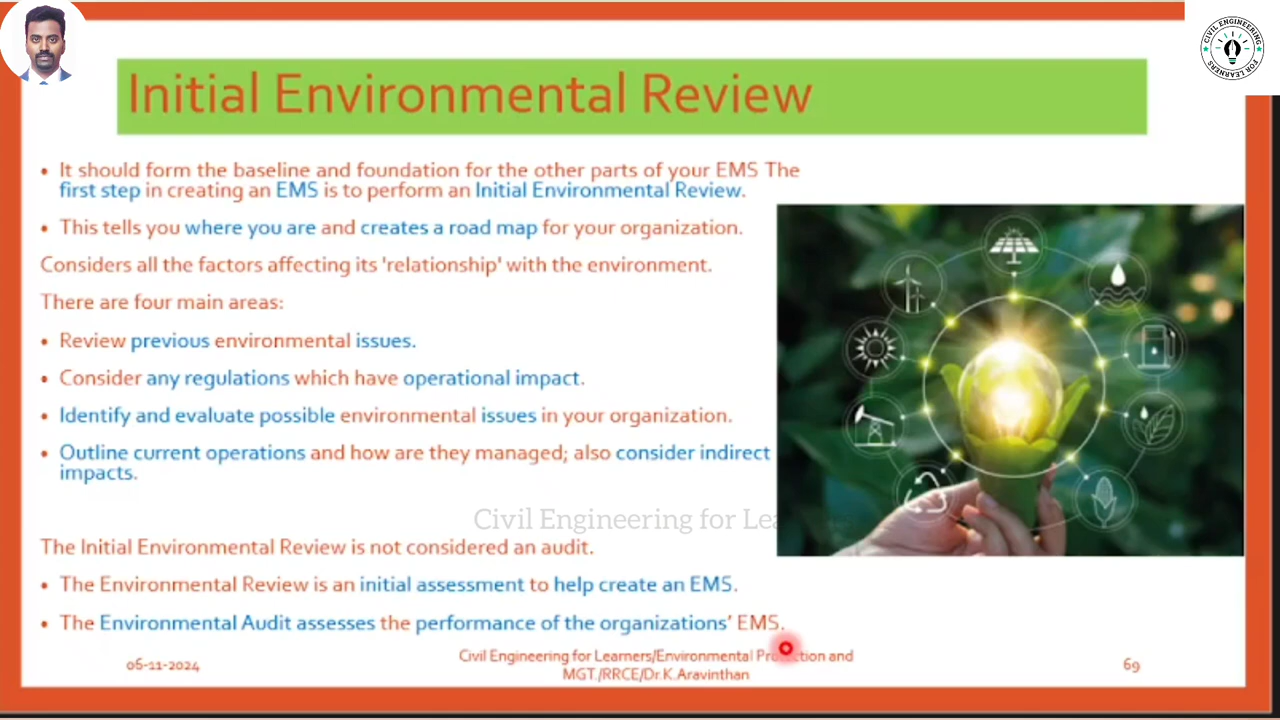 CIVIL ENGINEERING
FOR LEARNERS
Initial Environmental Review
• It should form the baseline and foundation for the other parts of your EMS The
first step in creating an EMS is to perform an Initial Environmental Review.
• This tells you where you are and creates a road map for your organization.
Considers all the factors affecting its 'relationship' with the environment.
There are four main areas:
• Review previous environmental issues.
• Consider any regulations which have operational impact.
• Identify and evaluate possible environmental issues in your organization.
• Outline current operations and how are they managed; also consider indirect
impacts.
Civil Engineering for
The Initial Environmental Review is not considered an audit.
• The Environmental Review is an initial assessment to help create an EMS.
• The Environmental Audit assesses the performance of the organizations' EMS.
06-11-2024
Civil Engineering for Learners/Environmental Protection and
MGT./RRCE/Dr.K.Aravinthan
69